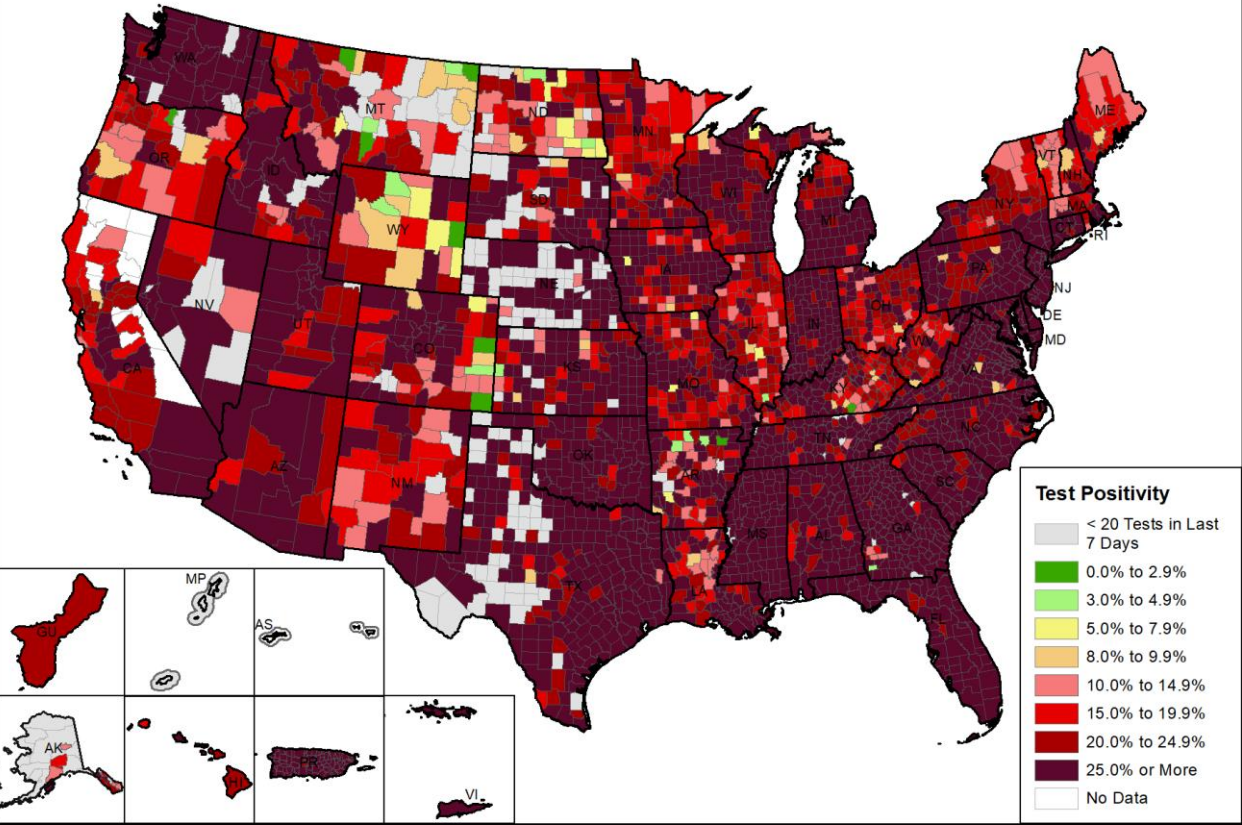 WA
MT
ND
MN
ME
OR
ID
SD
WI
VT
NH
NY
MA
CT
RI
MI
WY
IA
NE
PA
NJ
NV
UT
CO
IL
IN
OH
DE
MD
WV
VA
CA
KS
MO
KY
AZ
NM
OK
AR
TN
NC
SC
MS
AL
GA
TX
LA
FL
GU
MP
AS
AK
HI
PR
VI
Test Positivity
< 20 Tests in Last
7 Days
0.0% to 2.9%
3.0% to 4.9%
5.0% to 7.9%
8.0% to 9.9%
10.0% to 14.9%
15.0% to 19.9%
20.0% to 24.9%
25.0% or More
No Data